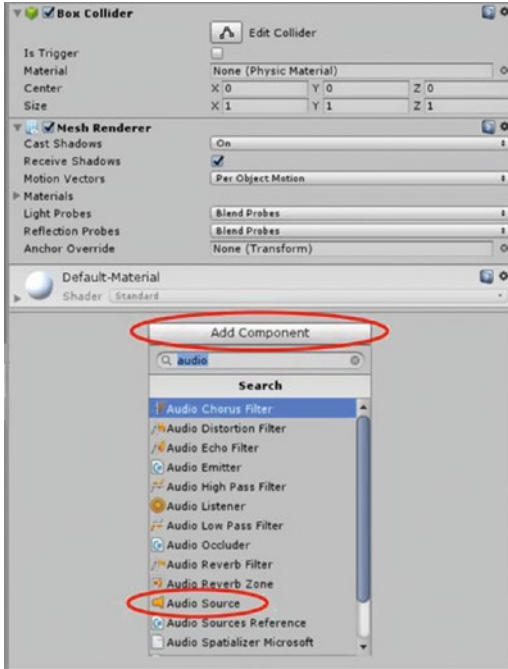 Box Collider
Edit Collider
Is Trigger
Material None (Physic Material)
Center X 0 Y 0 Z 0
Size X 1 Y 1 Z 1
Mesh Renderer
Cast Shadows On
Receive Shadows
Motion Vectors Per Object Motion
Materials
Light Probes Blend Probes
Reflection Probes Blend Probes
Anchor Override None (Transform)
Default-Material
Shader Standard
Add Component
audio
Search
Audio Chorus Filter
Audio Distortion Filter
Audio Echo Filter
Audio Emitter
Audio High Pass Filter
Audio Listener
Audio Low Pass Filter
Audio Occluder
Audio Reverb Filter
Audio Reverb Zone
Audio Source
Audio Sources Reference
Audio Spatializer Microsoft